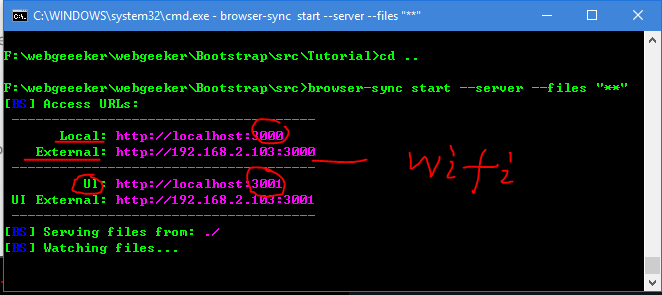 C:\WINDOWS\system32\cmd.exe - browser-sync start --server --files "**"
F:\webgeeeker\webgeeker\Bootstrap\src\Tutorial>cd ..
F:\webgeeeker\webgeeker\Bootstrap\src>browser-sync start --server --files "**"
[BS] Access URLs:
--------------------------------------
Local: http://localhost:3000
External: http://192.168.2.103:3000
wifi
--------------------------------------
UI: http://localhost:3001
UI External: http://192.168.2.103:3001
--------------------------------------
[BS] Serving files from: ./
[BS] Watching files...